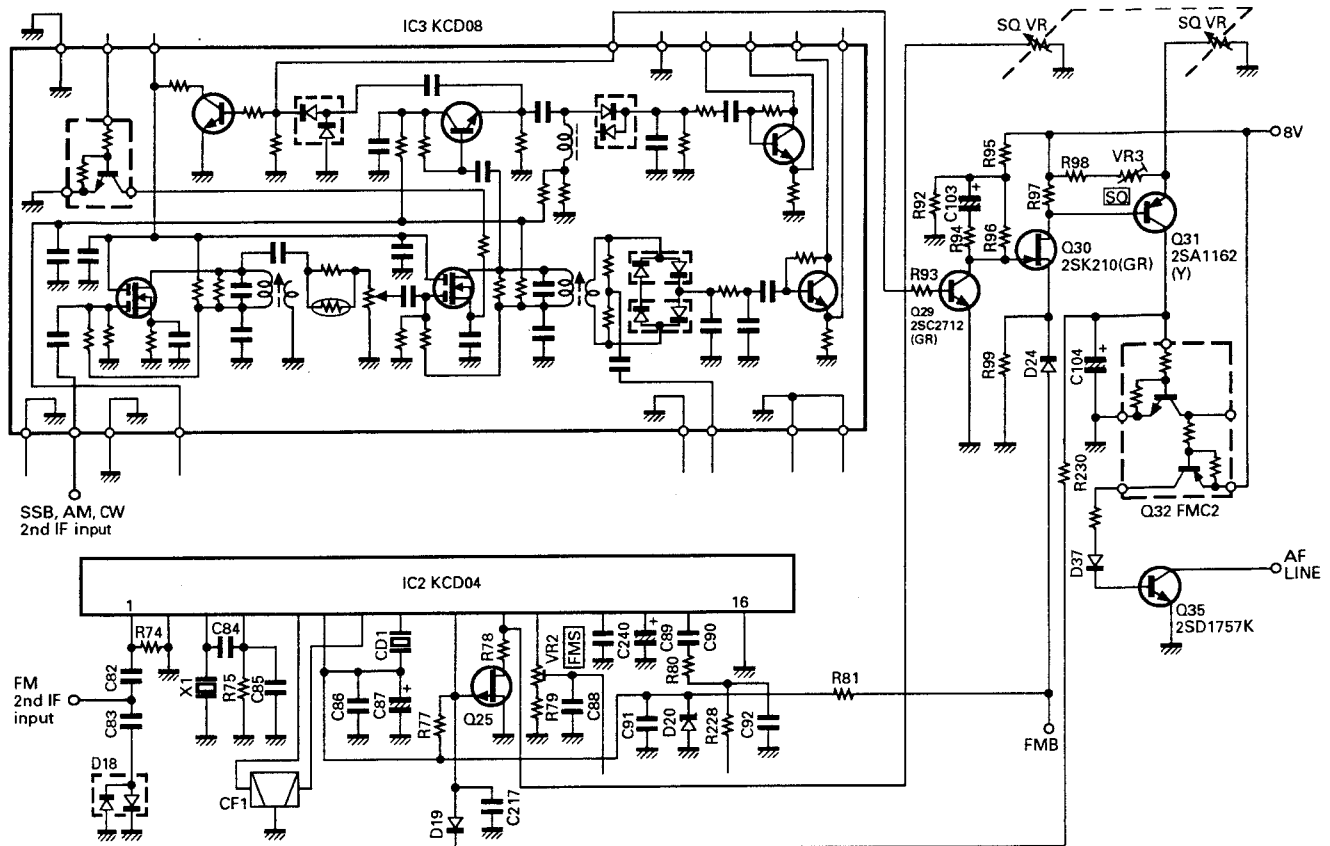 IC3 KCD08
SQ VR
SQ VR
8V
R95
R98
VR3
SQ
R92
C103
R97
R94
R96
Q30
2SK210(GR)
Q31
2SA1162
(Y)
R93
Q29
2SC2712
(GR)
R99
D24
C104
R230
Q32 FMC2
SSB, AM, CW
2nd IF input
IC2 KCD04
1
16
R74
C84
CD1
R78
VR2
FMS
C240
C89
C90
D37
AF
LINE
Q35
2SD1757K
C82
FM
2nd IF
input
C83
X1
R75
C85
C86
C87
R77
Q25
R79
C88
R80
C91
D20
R228
C92
R81
FMB
D18
CF1
D19
C217